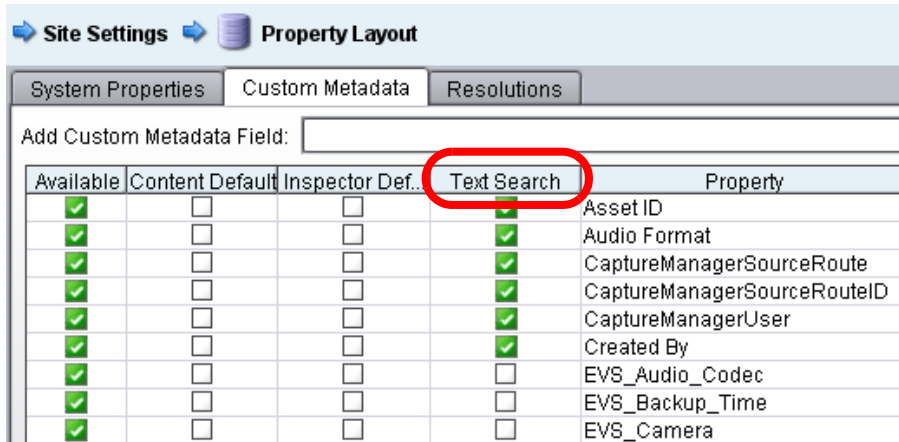 Site Settings Property Layout
System Properties Custom Metadata Resolutions
Add Custom Metadata Field:
Available Content Default Inspector Def... Text Search Property
Asset ID
Audio Format
CaptureManagerSourceRoute
CaptureManagerSourceRouteID
CaptureManagerUser
Created By
EVS_Audio_Codec
EVS_Backup_Time
EVS_Camera